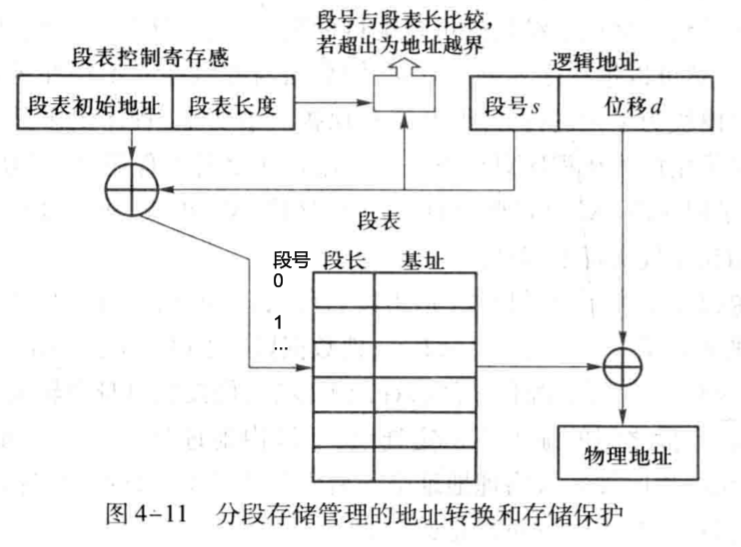 段号与段表长比较，
若超出为地址越界
段表控制寄存感
逻辑地址
段表初始地址 段表长度
段号s 位移d
段表
段号 段长 基址
0
1
...
物理地址
图4-11 分段存储管理的地址转换和存储保护